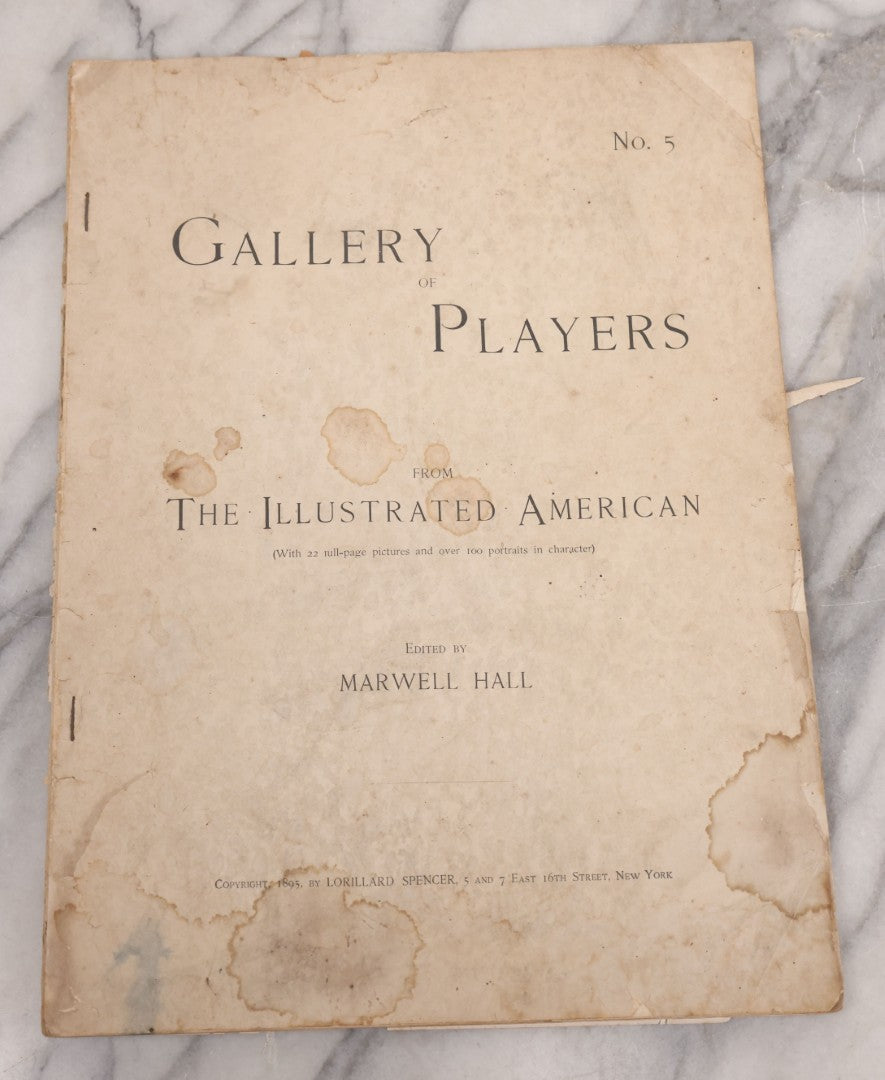 No. 5
GALLERY
OF
PLAYERS
FROM
THE ILLUSTRATED AMERICAN
(With 22 full-page pictures and over 100 portraits in character)
EDITED BY
MARWELL HALL
COPYRIGHT, 1895, BY LORILLARD SPENCER, 5 AND 7 EAST 16TH STREET, NEW YORK